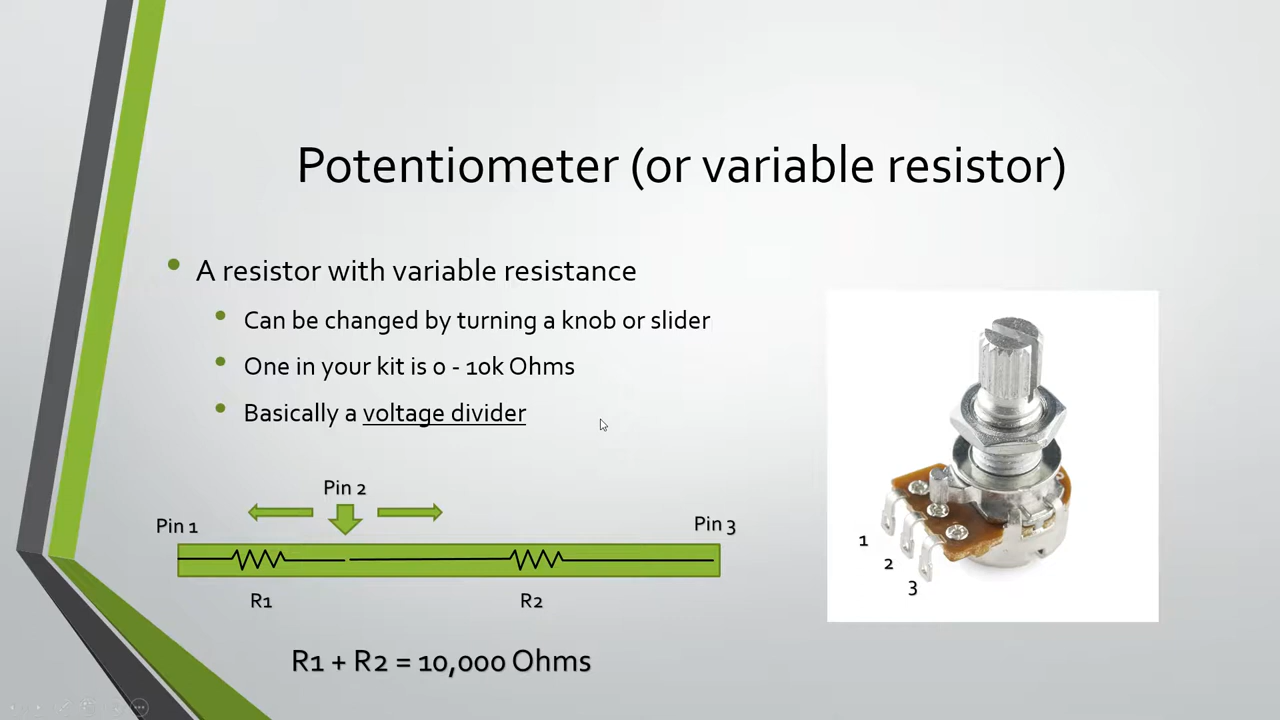 Potentiometer (or variable resistor)
A resistor with variable resistance
Can be changed by turning a knob or slider
One in your kit is 0 - 10k Ohms
Basically a voltage divider
Pin 2
Pin 1
Pin 3
R1
R2
R1 + R2 = 10,000 Ohms
1
2
3